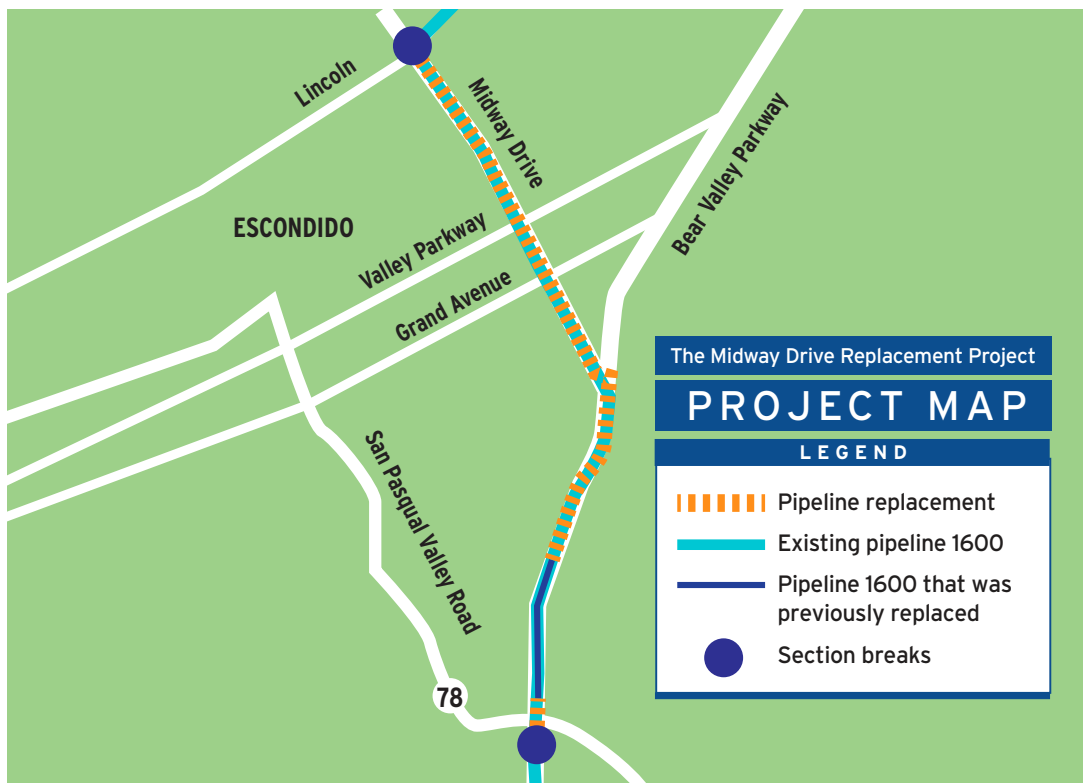 Lincoln
Midway Drive
Bear Valley Parkway
ESCONDIDO
Valley Parkway
Grand Avenue
San Pasqual Valley Road
78
The Midway Drive Replacement Project
PROJECT MAP
LEGEND
Pipeline replacement
Existing pipeline 1600
Pipeline 1600 that was
previously replaced
Section breaks